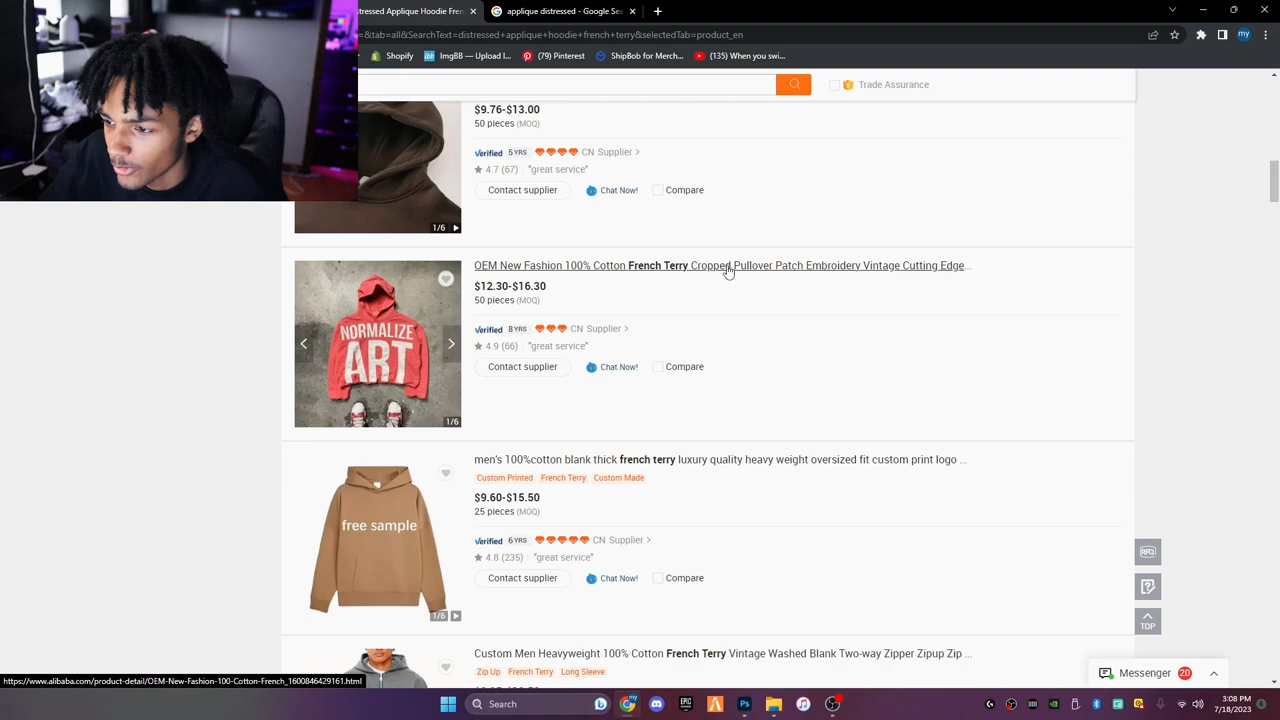 stressed applique
Google Se
=&tab=all&SearchText=distressed+applique+hoodie+french+terry&selectedTab=product_en
Shopify
Img88 — Upload I...
(79) Pinterest
ShipBob for Merch...
(135) When you swi...
Trade Assurance
$9.76-$13.00
50 pieces (MOQ)
Verified 5 YRS CN Supplier >
4.7 (67) "great service"
Contact supplier Chat Now! Compare
1/6
OEM New Fashion 100% Cotton French Terry Cropped Pullover Patch Embroidery Vintage Cutting Edge...
$12.30-$16.30
50 pieces (MOQ)
Verified 8 YRS CN Supplier >
4.9 (66) "great service"
Contact supplier Chat Now! Compare
NORMALIZE
ART
1/6
men's 100%cotton blank thick french terry luxury quality heavy weight oversized fit custom print logo ...
Custom Printed French Terry Custom Made
$9.60-$15.50
25 pieces (MOQ)
Verified 6 YRS CN Supplier >
4.8 (235) "great service"
Contact supplier Chat Now! Compare
free sample
1/6
RFQ
TOP
Custom Men Heavyweight 100% Cotton French Terry Vintage Washed Blank Two-way Zipper Zipup Zip ...
Zip Up French Terry Long Sleeve
Messenger 20
https://www.alibaba.com/product-detail/OEM-New-Fashion-100-Cotton-French_1600846429161.html
Search
3:08 PM
7/18/2023